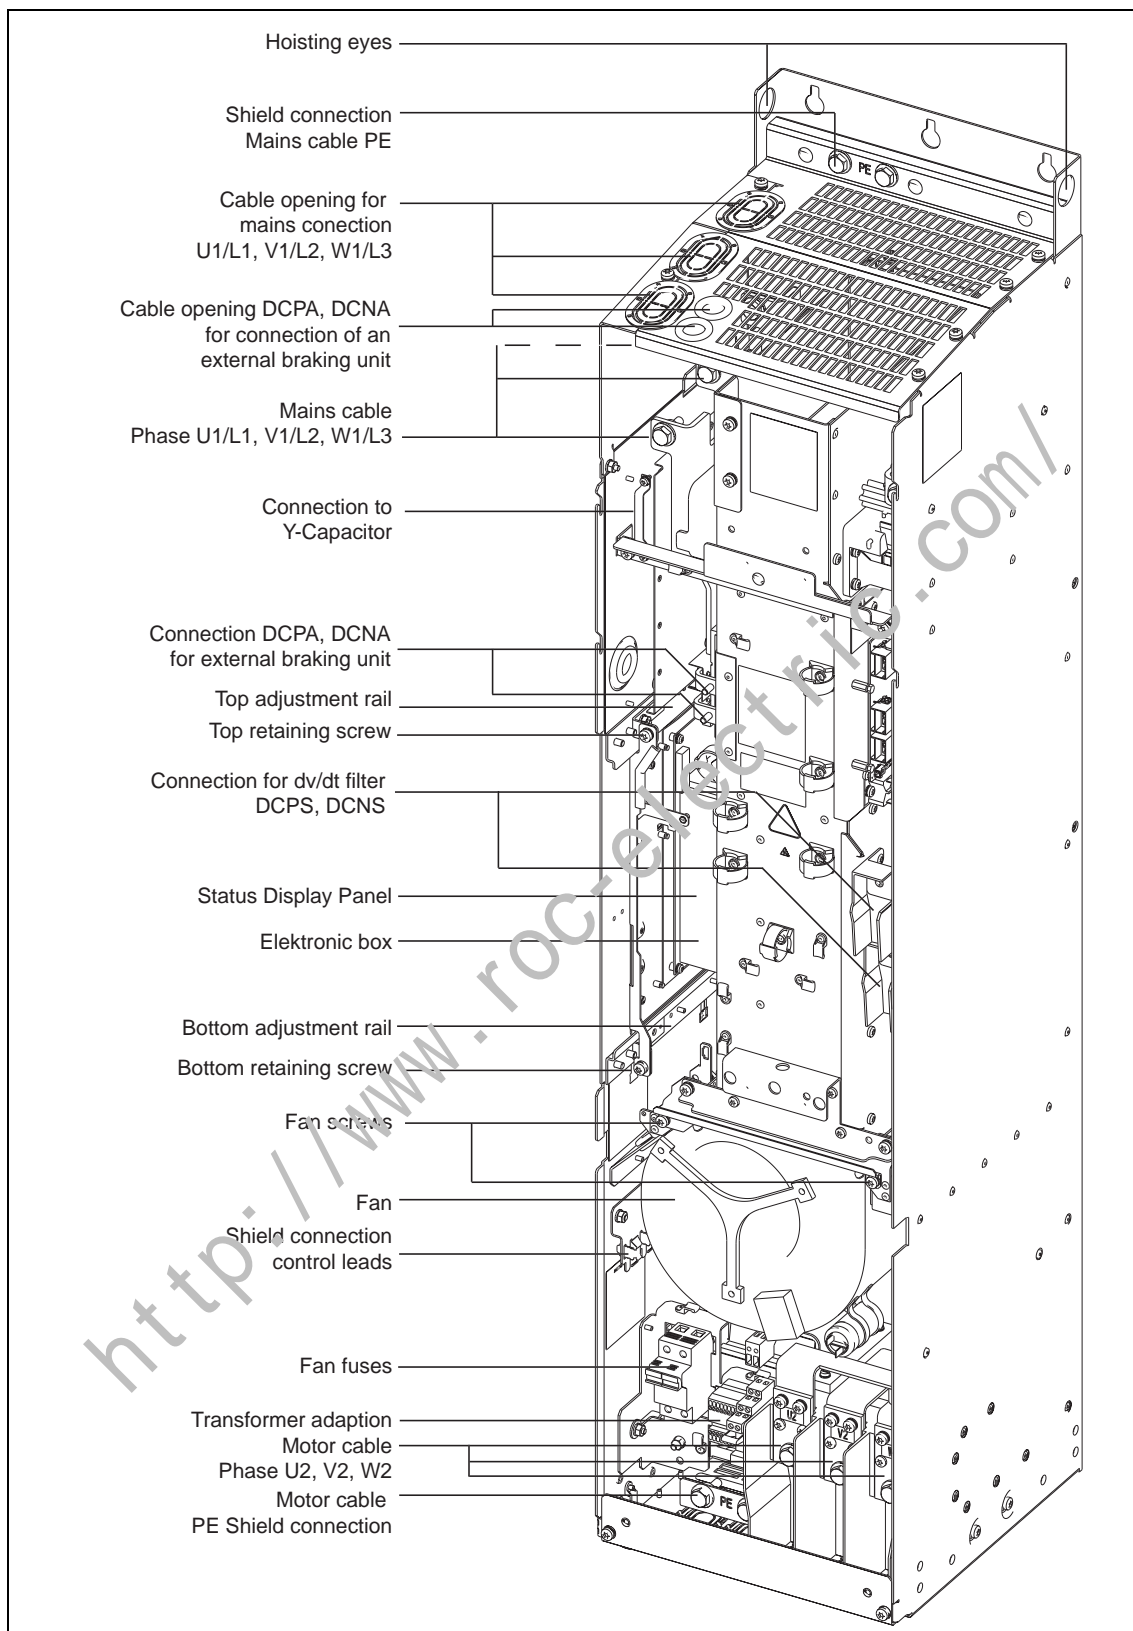 Hoisting eyes
Shield connection
Mains cable PE
PE
Cable opening for
mains conection
U1/L1, V1/L2, W1/L3
Cable opening DCPA, DCNA
for connection of an
external braking unit
Mains cable
Phase U1/L1, V1/L2, W1/L3
Connection to
Y-Capacitor
Connection DCPA, DCNA
for external braking unit
Top adjustment rail
Top retaining screw
Connection for dv/dt filter
DCPS, DCNS
Status Display Panel
Elektronic box
Bottom adjustment rail
Bottom retaining screw
Fan screws
Fan
Shield connection
control leads
Fan fuses
Transformer adaption
Motor cable
Phase U2, V2, W2
Motor cable
PE Shield connection
U2
V2
PE
http://www.roc-electric.com/